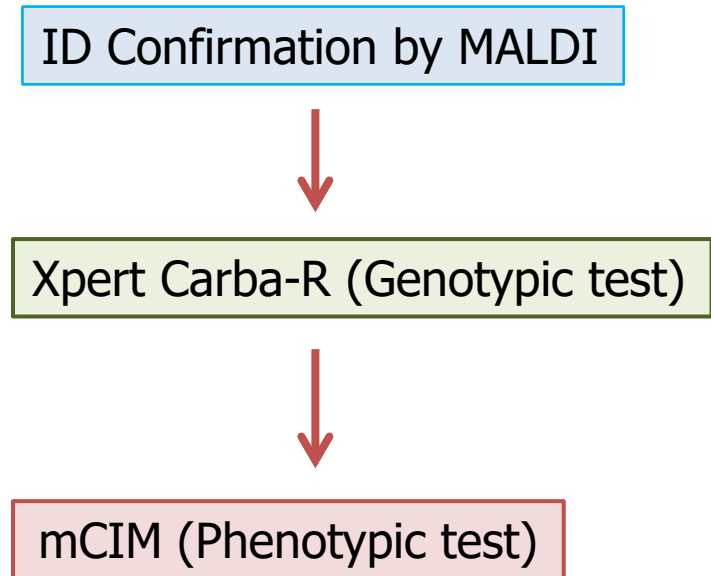 ID Confirmation by MALDI
Xpert Carba-R (Genotypic test)
mCIM (Phenotypic test)